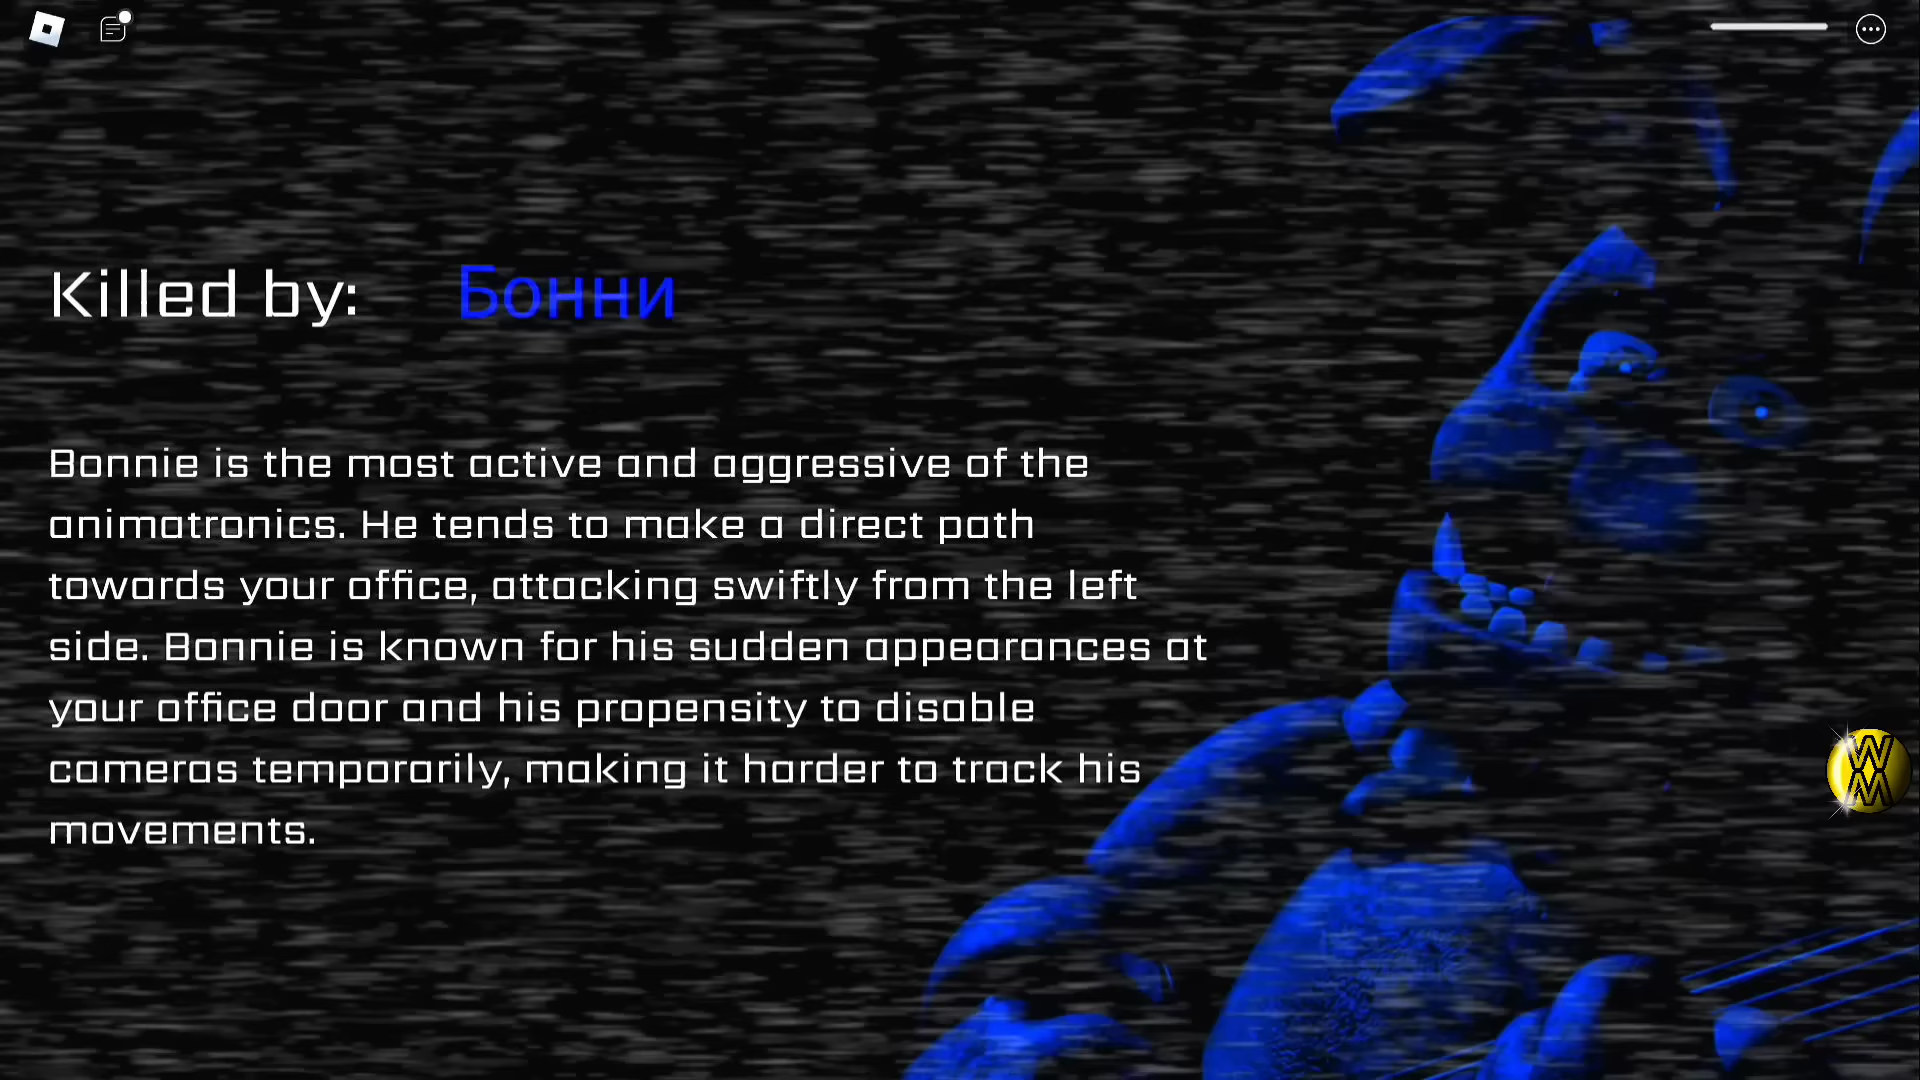 Killed by: Бонни
Bonnie is the most active and aggressive of the
animatronics. He tends to make a direct path
towards your office, attacking swiftly from the left
side. Bonnie is known for his sudden appearances at
your office door and his propensity to disable
cameras temporarily, making it harder to track his
movements.
WM